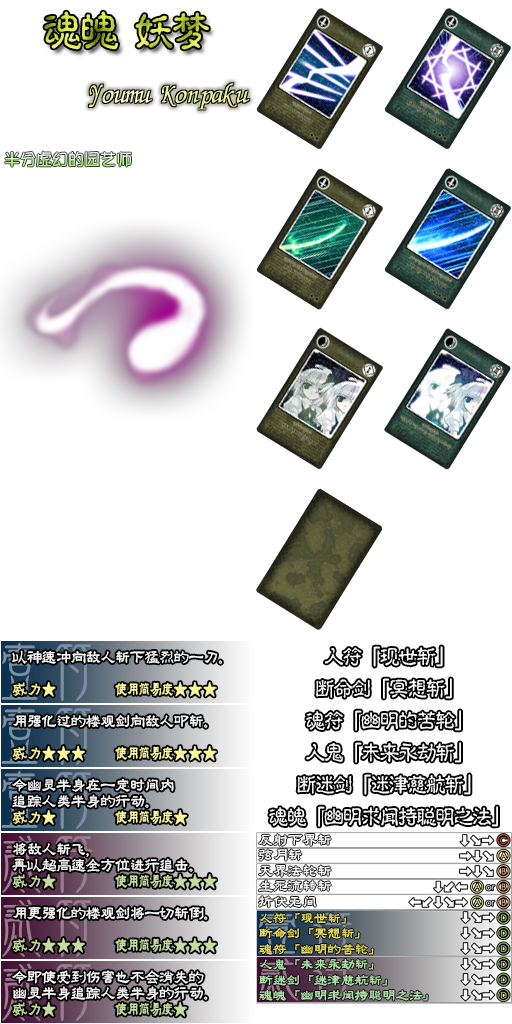 魂魄 妖梦
Youmu Konpaku
半分虚幻的园艺师
以神速冲向敌人斩下猛烈的一刀。
威力★ 使用简易度★★★
用强化过的楼观剑向敌人叩斩。
威力★★★ 使用简易度★★★
令幽灵半身在一定时间内
追踪人类半身的行动。
威力★ 使用简易度★
将敌人斩飞，
再以超高速全方位进行追击。
威力★ 使用简易度★★★
用更强化的楼观剑将一切斩倒。
威力★★★ 使用简易度★★★
令即使受到伤害也不会消失的
幽灵半身追踪人类半身的行动。
威力★ 使用简易度★
人符「现世斩」
断命剑「冥想斩」
魂符「幽明的苦轮」
人鬼「未来永劫斩」
断迷剑「迷津慈航斩」
魂魄「幽明求闻持聪明之法」
反射下界斩 ↓↘→C
弦月斩 →↓↘A
天界法轮斩 →↓↘B
生死流转斩 ↓↙←A or B
折伏无间 ←↙↓↘→A or B
人符「现世斩」 ↓↘→D
断命剑「冥想斩」 ↓↘→D
魂符「幽明的苦轮」 ↓↘→D
人鬼「未来永劫斩」 ↓↘→D
断迷剑「迷津慈航斩」 ↓↘→D
魂魄「幽明求闻持聪明之法」 ↓↘→D